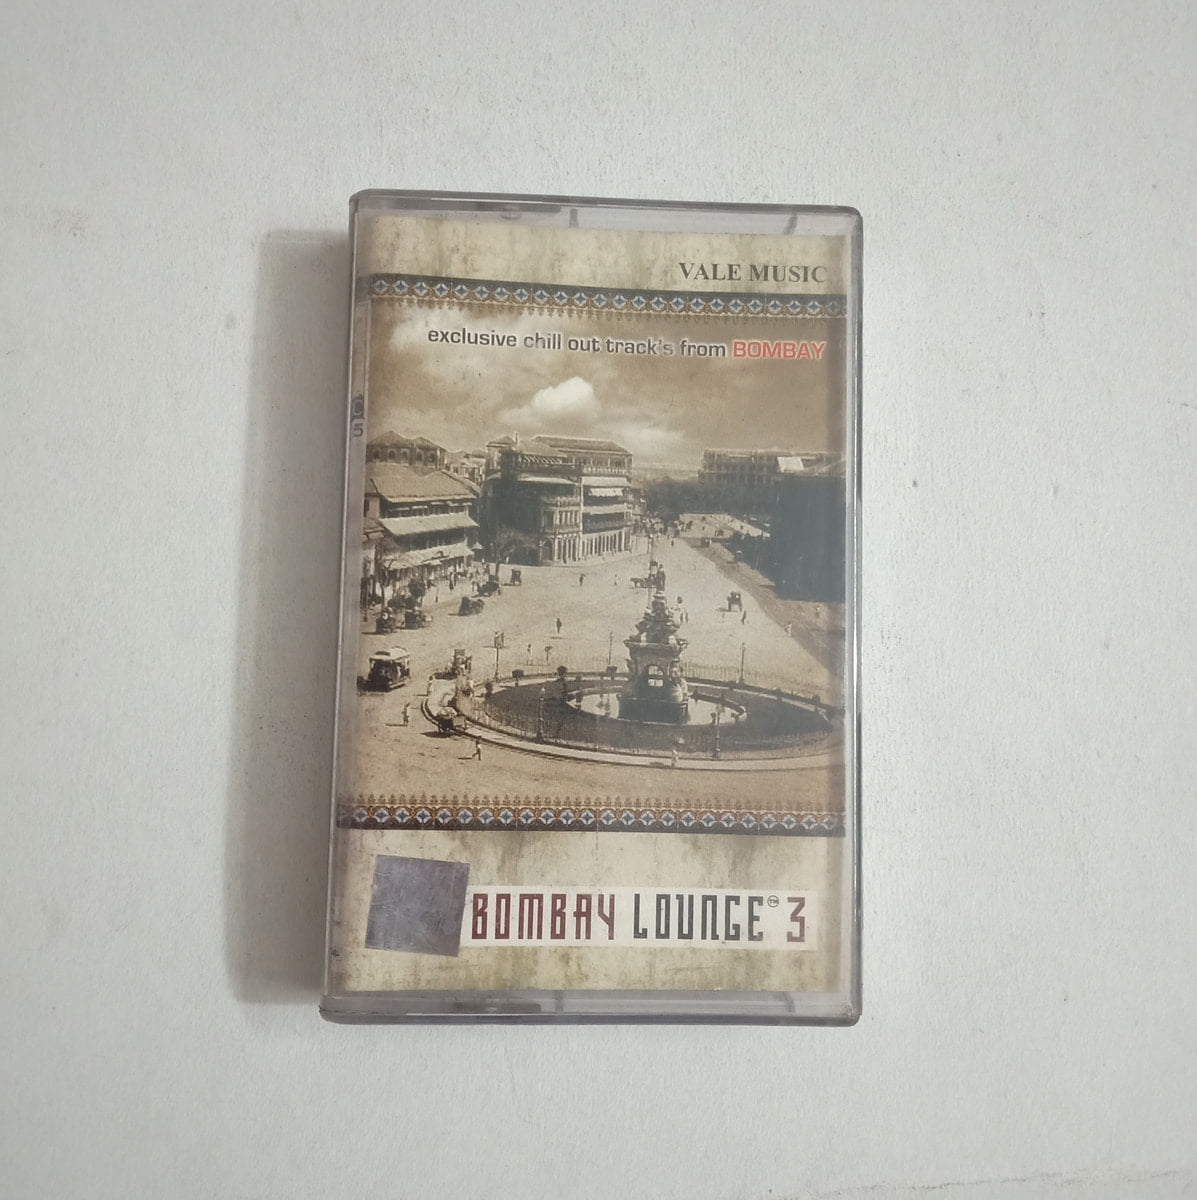 VALE MUSIC
exclusive chill out track's from BOMBAY
BOMBAY LOUNGE™ 3